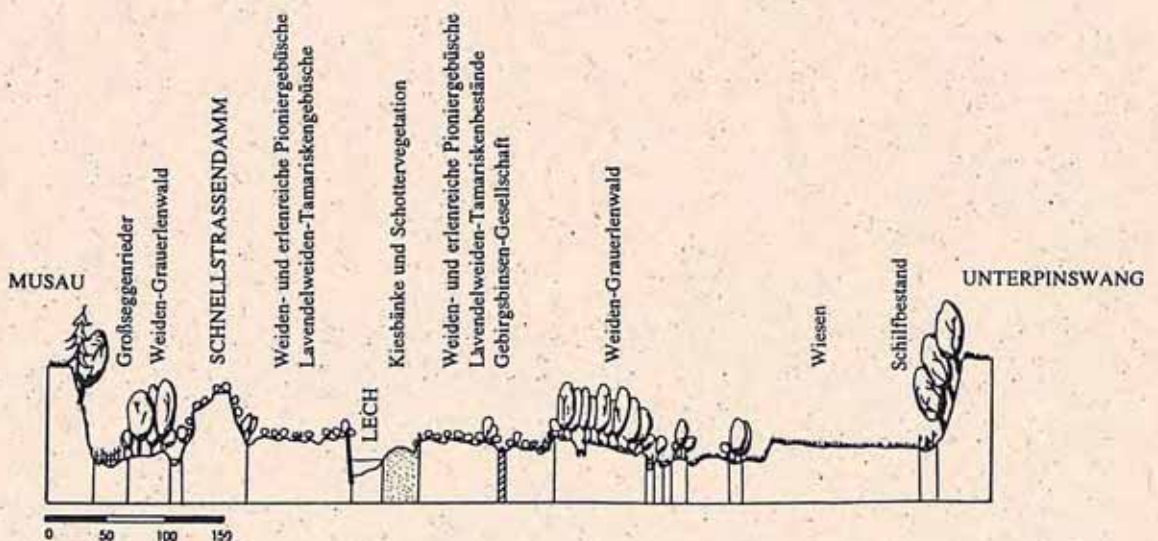 MUSAU
Großseggenrieder
Weiden-Grauerlenwald
SCHNELLSTRASSENDAMM
Weiden- und erlenreiche Pioniergebüsche
Lavendelweiden-Tamariskengebüsche
LECH
Kiesbänke und Schottervegetation
Weiden- und erlenreiche Pioniergebüsche
Lavendelweiden-Tamariskenbestände
Gebirgsbinsen-Gesellschaft
Weiden-Grauerlenwald
Wiesen
Schilfbestand
UNTERPINSWANG
0 50 100 150